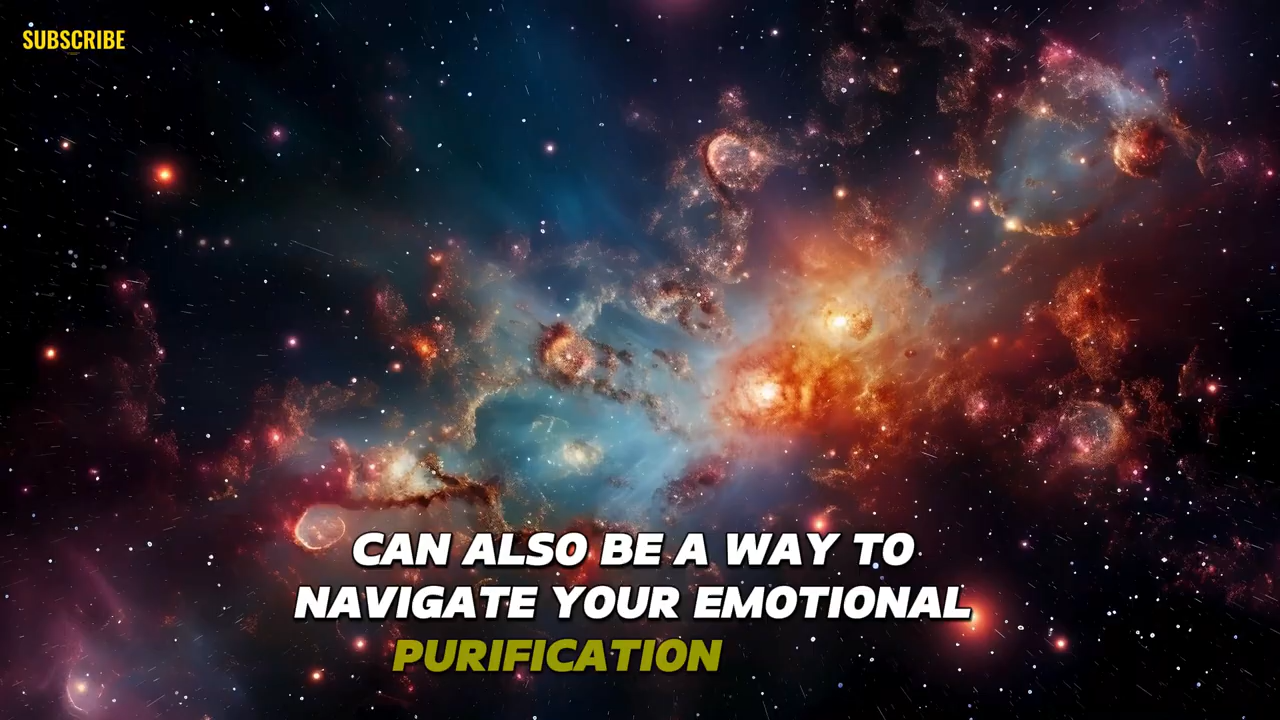 SUBSCRIBE
CAN ALSO BE A WAY TO
NAVIGATE YOUR EMOTIONAL
PURIFICATION